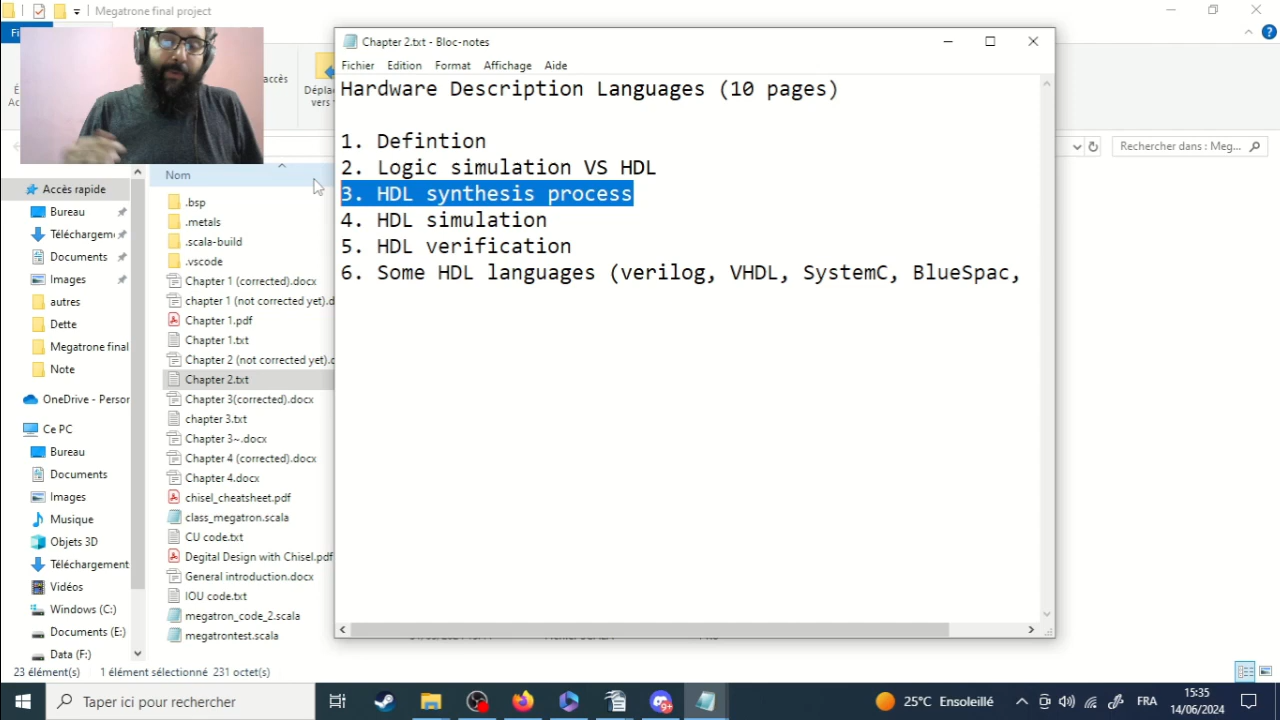 Megatrone final project
Chapter 2.txt - Bloc-notes
Fichier Edition Format Affichage Aide
Hardware Description Languages (10 pages)
1. Defintion
2. Logic simulation VS HDL
3. HDL synthesis process
4. HDL simulation
5. HDL verification
6. Some HDL languages (verilog, VHDL, SystemC, BlueSpac,
accès
Déplac
vers t
Rechercher dans : Meg...
Nom
Accès rapide
Bureau
Téléchargem
Documents
Images
autres
Dette
Megatrone final
Note
OneDrive - Person
Ce PC
Bureau
Documents
Images
Musique
Objets 3D
Téléchargement
Vidéos
Windows (C:)
Documents (E:)
Data (F:)
.bsp
.metals
.scala-build
.vscode
Chapter 1 (corrected).docx
chapter 1 (not corrected yet).d
Chapter 1.pdf
Chapter 1.txt
Chapter 2 (not corrected yet).c
Chapter 2.txt
Chapter 3(corrected).docx
chapter 3.txt
Chapter 3~.docx
Chapter 4 (corrected).docx
Chapter 4.docx
chisel_cheatsheet.pdf
class_megatron.scala
CU code.txt
Degital Design with Chisel.pdf
General introduction.docx
IOU code.txt
megatron_code_2.scala
megatrontest.scala
23 élément(s) 1 élément sélectionné 231 octet(s)
Taper ici pour rechercher
25°C Ensoleillé
FRA
15:35
14/06/2024